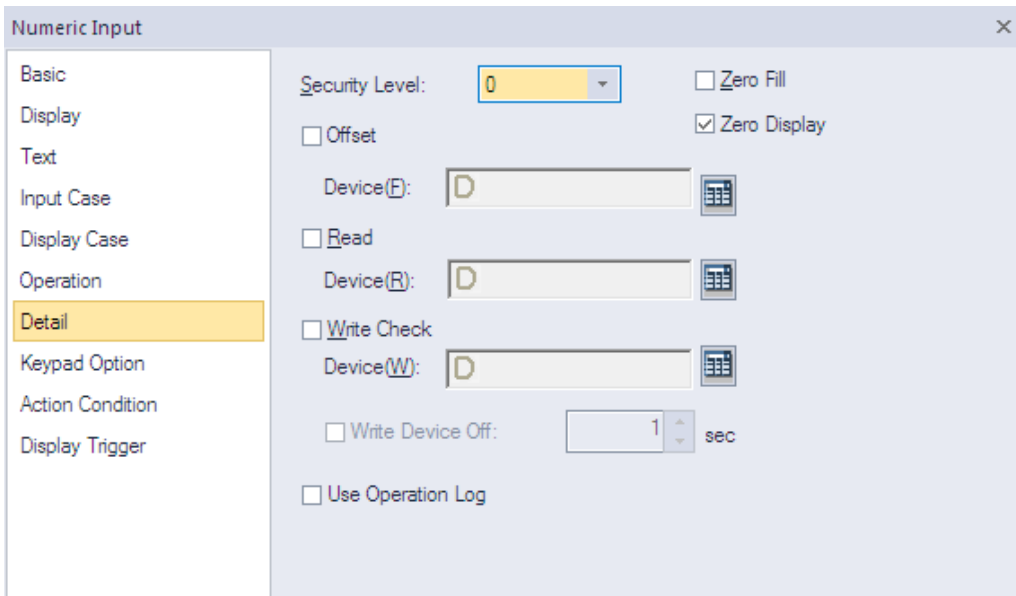 Numeric Input
Basic
Display
Text
Input Case
Display Case
Operation
Detail
Keypad Option
Action Condition
Display Trigger
Security Level: 0
Zero Fill
Zero Display
Offset
Device(F): D
Read
Device(R): D
Write Check
Device(W): D
Write Device Off: 1 sec
Use Operation Log